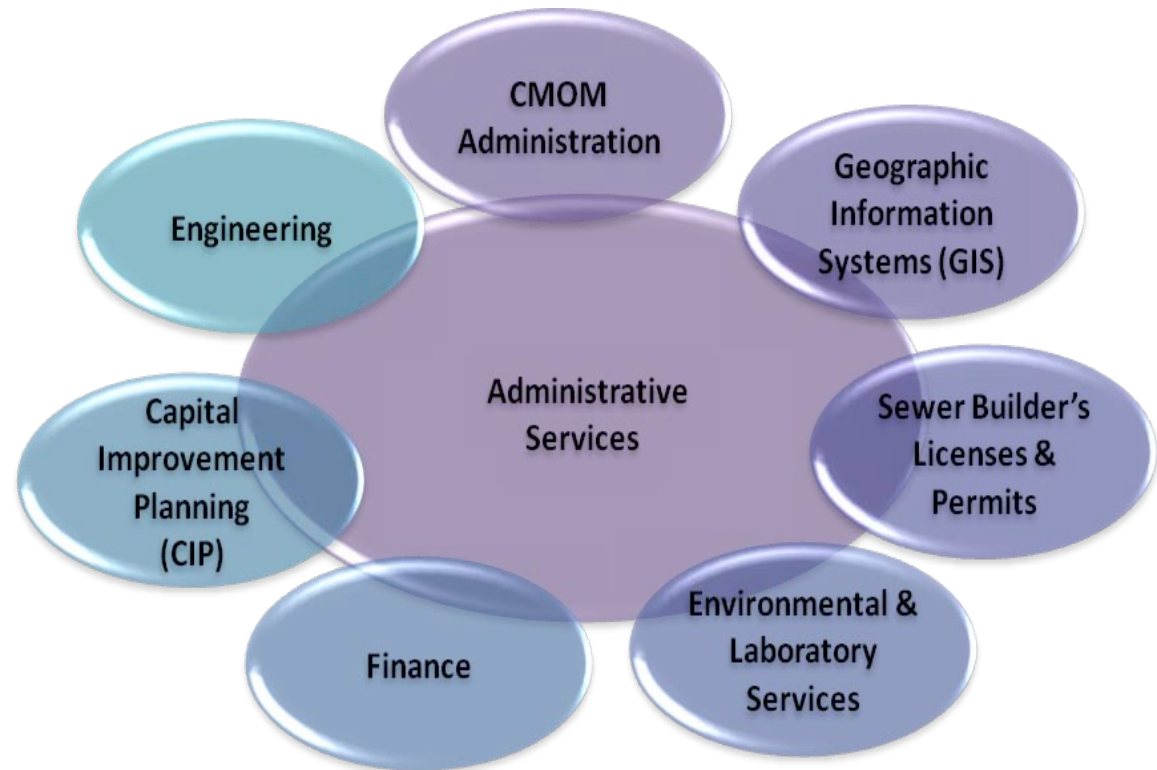 CMOM
Administration
Geographic
Information
Systems (GIS)
Sewer Builder's
Licenses &
Permits
Environmental &
Laboratory
Services
Finance
Capital
Improvement
Planning
(CIP)
Engineering
Administrative
Services